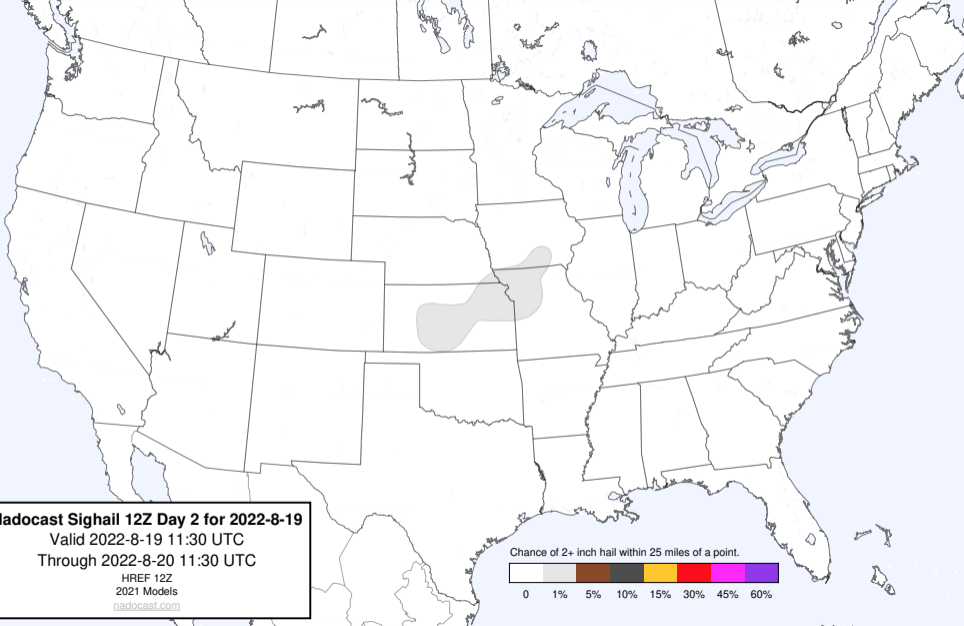 adocast Sighail 12Z Day 2 for 2022-8-19
Valid 2022-8-19 11:30 UTC
Through 2022-8-20 11:30 UTC
HREF 12Z
2021 Models
nadocast.com
Chance of 2+ inch hail within 25 miles of a point.
0 1% 5% 10% 15% 30% 45% 60%